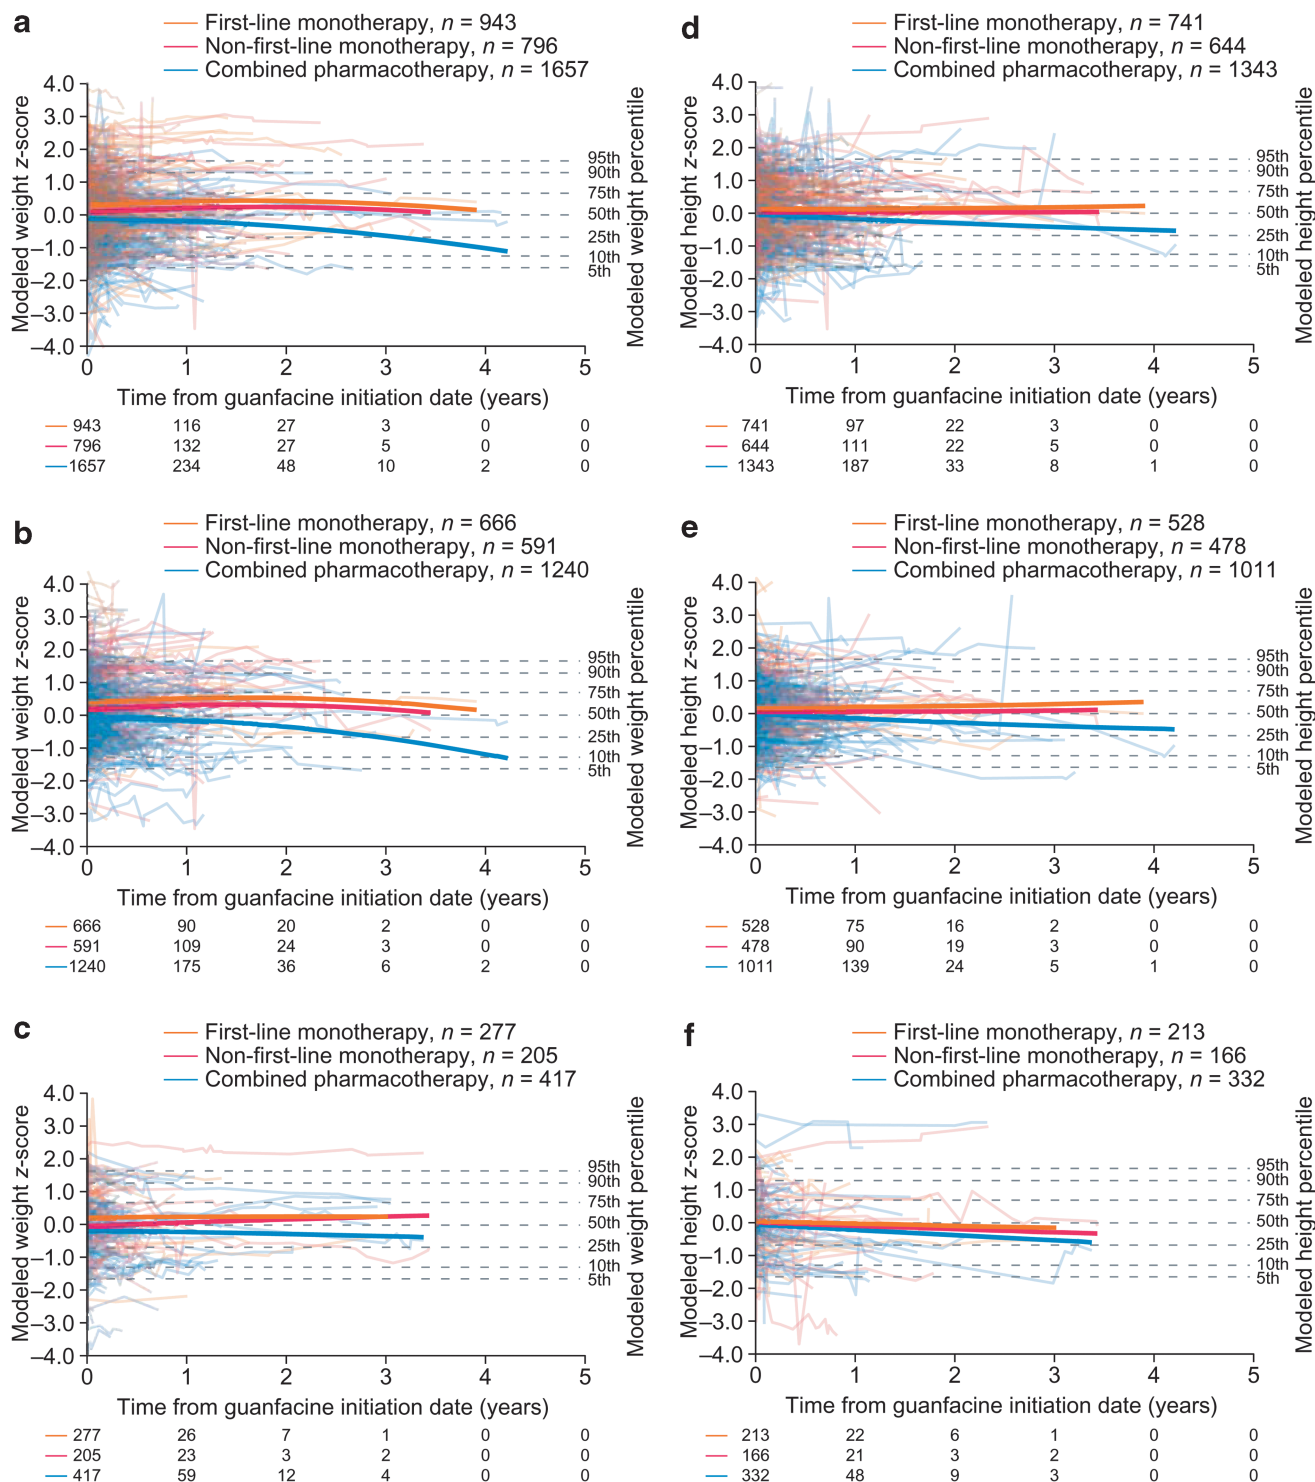 a
First-line monotherapy, n = 943
Non-first-line monotherapy, n = 796
Combined pharmacotherapy, n = 1657
Modeled weight z-score
4.0
3.0
2.0
1.0
0.0
–1.0
–2.0
–3.0
–4.0
95th
90th
75th
50th
25th
10th
5th
Modeled weight percentile
0 1 2 3 4 5
Time from guanfacine initiation date (years)
943 116 27 3 0 0
796 132 27 5 0 0
1657 234 48 10 2 0
d
First-line monotherapy, n = 741
Non-first-line monotherapy, n = 644
Combined pharmacotherapy, n = 1343
Modeled height z-score
4.0
3.0
2.0
1.0
0.0
–1.0
–2.0
–3.0
–4.0
95th
90th
75th
50th
25th
10th
5th
Modeled height percentile
0 1 2 3 4 5
Time from guanfacine initiation date (years)
741 97 22 3 0 0
644 111 22 5 0 0
1343 187 33 8 1 0
b
First-line monotherapy, n = 666
Non-first-line monotherapy, n = 591
Combined pharmacotherapy, n = 1240
Modeled weight z-score
4.0
3.0
2.0
1.0
0.0
–1.0
–2.0
–3.0
–4.0
95th
90th
75th
50th
25th
10th
5th
Modeled weight percentile
0 1 2 3 4 5
Time from guanfacine initiation date (years)
666 90 20 2 0 0
591 109 24 3 0 0
1240 175 36 6 2 0
e
First-line monotherapy, n = 528
Non-first-line monotherapy, n = 478
Combined pharmacotherapy, n = 1011
Modeled height z-score
4.0
3.0
2.0
1.0
0.0
–1.0
–2.0
–3.0
–4.0
95th
90th
75th
50th
25th
10th
5th
Modeled height percentile
0 1 2 3 4 5
Time from guanfacine initiation date (years)
528 75 16 2 0 0
478 90 19 3 0 0
1011 139 24 5 1 0
c
First-line monotherapy, n = 277
Non-first-line monotherapy, n = 205
Combined pharmacotherapy, n = 417
Modeled weight z-score
4.0
3.0
2.0
1.0
0.0
–1.0
–2.0
–3.0
–4.0
95th
90th
75th
50th
25th
10th
5th
Modeled weight percentile
0 1 2 3 4 5
Time from guanfacine initiation date (years)
277 26 7 1 0 0
205 23 3 2 0 0
417 59 12 4 0 0
f
First-line monotherapy, n = 213
Non-first-line monotherapy, n = 166
Combined pharmacotherapy, n = 332
Modeled height z-score
4.0
3.0
2.0
1.0
0.0
–1.0
–2.0
–3.0
–4.0
95th
90th
75th
50th
25th
10th
5th
Modeled height percentile
0 1 2 3 4 5
Time from guanfacine initiation date (years)
213 22 6 1 0 0
166 21 3 2 0 0
332 48 9 3 0 0